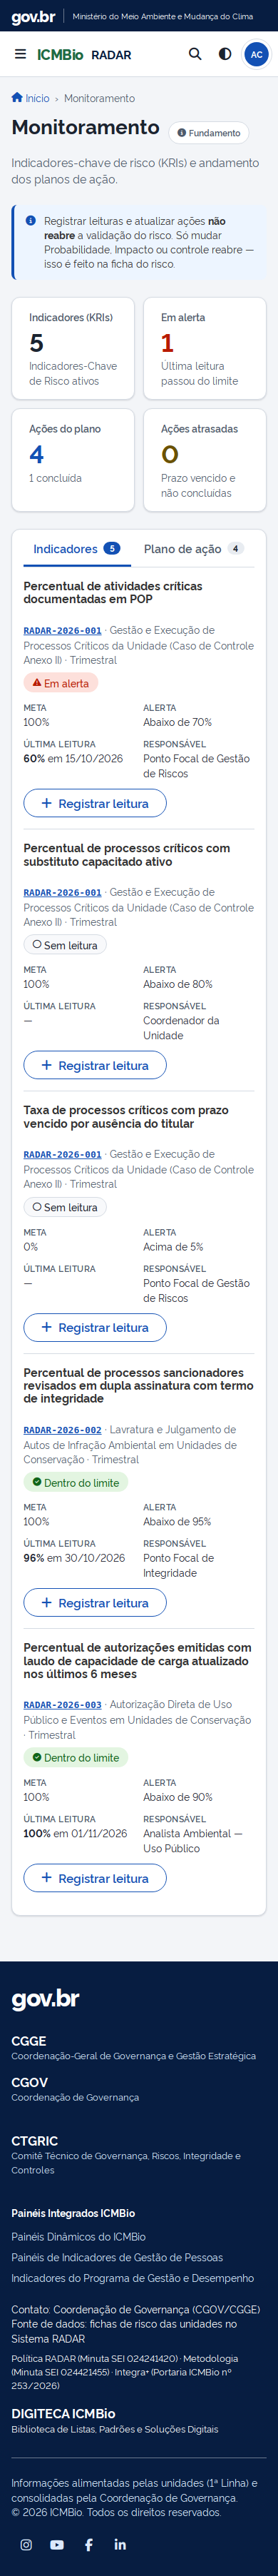 gov.br Ministério do Meio Ambiente e Mudança do Clima
ICMBio RADAR AC
Início › Monitoramento
Monitoramento Fundamento
Indicadores-chave de risco (KRIs) e andamento
dos planos de ação.
Registrar leituras e atualizar ações não
reabre a validação do risco. Só mudar
Probabilidade, Impacto ou controle reabre —
isso é feito na ficha do risco.
Indicadores (KRIs)
5
Indicadores-Chave
de Risco ativos
Em alerta
1
Última leitura
passou do limite
Ações do plano
4
1 concluída
Ações atrasadas
0
Prazo vencido e
não concluídas
Indicadores 5 Plano de ação 4
Percentual de atividades críticas
documentadas em POP
RADAR-2026-001 · Gestão e Execução de
Processos Críticos da Unidade (Caso de Controle
Anexo II) · Trimestral
Em alerta
META ALERTA
100% Abaixo de 70%
ÚLTIMA LEITURA RESPONSÁVEL
60% em 15/10/2026 Ponto Focal de Gestão
de Riscos
+ Registrar leitura
Percentual de processos críticos com
substituto capacitado ativo
RADAR-2026-001 · Gestão e Execução de
Processos Críticos da Unidade (Caso de Controle
Anexo II) · Trimestral
Sem leitura
META ALERTA
100% Abaixo de 80%
ÚLTIMA LEITURA RESPONSÁVEL
— Coordenador da
Unidade
+ Registrar leitura
Taxa de processos críticos com prazo
vencido por ausência do titular
RADAR-2026-001 · Gestão e Execução de
Processos Críticos da Unidade (Caso de Controle
Anexo II) · Trimestral
Sem leitura
META ALERTA
0% Acima de 5%
ÚLTIMA LEITURA RESPONSÁVEL
— Ponto Focal de Gestão
de Riscos
+ Registrar leitura
Percentual de processos sancionadores
revisados em dupla assinatura com termo
de integridade
RADAR-2026-002 · Lavratura e Julgamento de
Autos de Infração Ambiental em Unidades de
Conservação · Trimestral
Dentro do limite
META ALERTA
100% Abaixo de 95%
ÚLTIMA LEITURA RESPONSÁVEL
96% em 30/10/2026 Ponto Focal de
Integridade
+ Registrar leitura
Percentual de autorizações emitidas com
laudo de capacidade de carga atualizado
nos últimos 6 meses
RADAR-2026-003 · Autorização Direta de Uso
Público e Eventos em Unidades de Conservação
· Trimestral
Dentro do limite
META ALERTA
100% Abaixo de 90%
ÚLTIMA LEITURA RESPONSÁVEL
100% em 01/11/2026 Analista Ambiental —
Uso Público
+ Registrar leitura
gov.br
CGGE
Coordenação-Geral de Governança e Gestão Estratégica
CGOV
Coordenação de Governança
CTGRIC
Comitê Técnico de Governança, Riscos, Integridade e
Controles
Painéis Integrados ICMBio
Painéis Dinâmicos do ICMBio
Painéis de Indicadores de Gestão de Pessoas
Indicadores do Programa de Gestão e Desempenho
Contato: Coordenação de Governança (CGOV/CGGE)
Fonte de dados: fichas de risco das unidades no
Sistema RADAR
Política RADAR (Minuta SEI 024241420) · Metodologia
(Minuta SEI 024421455) · Integra+ (Portaria ICMBio nº
253/2026)
DIGITECA ICMBio
Biblioteca de Listas, Padrões e Soluções Digitais
Informações alimentadas pelas unidades (1ª Linha) e
consolidadas pela Coordenação de Governança.
© 2026 ICMBio. Todos os direitos reservados.